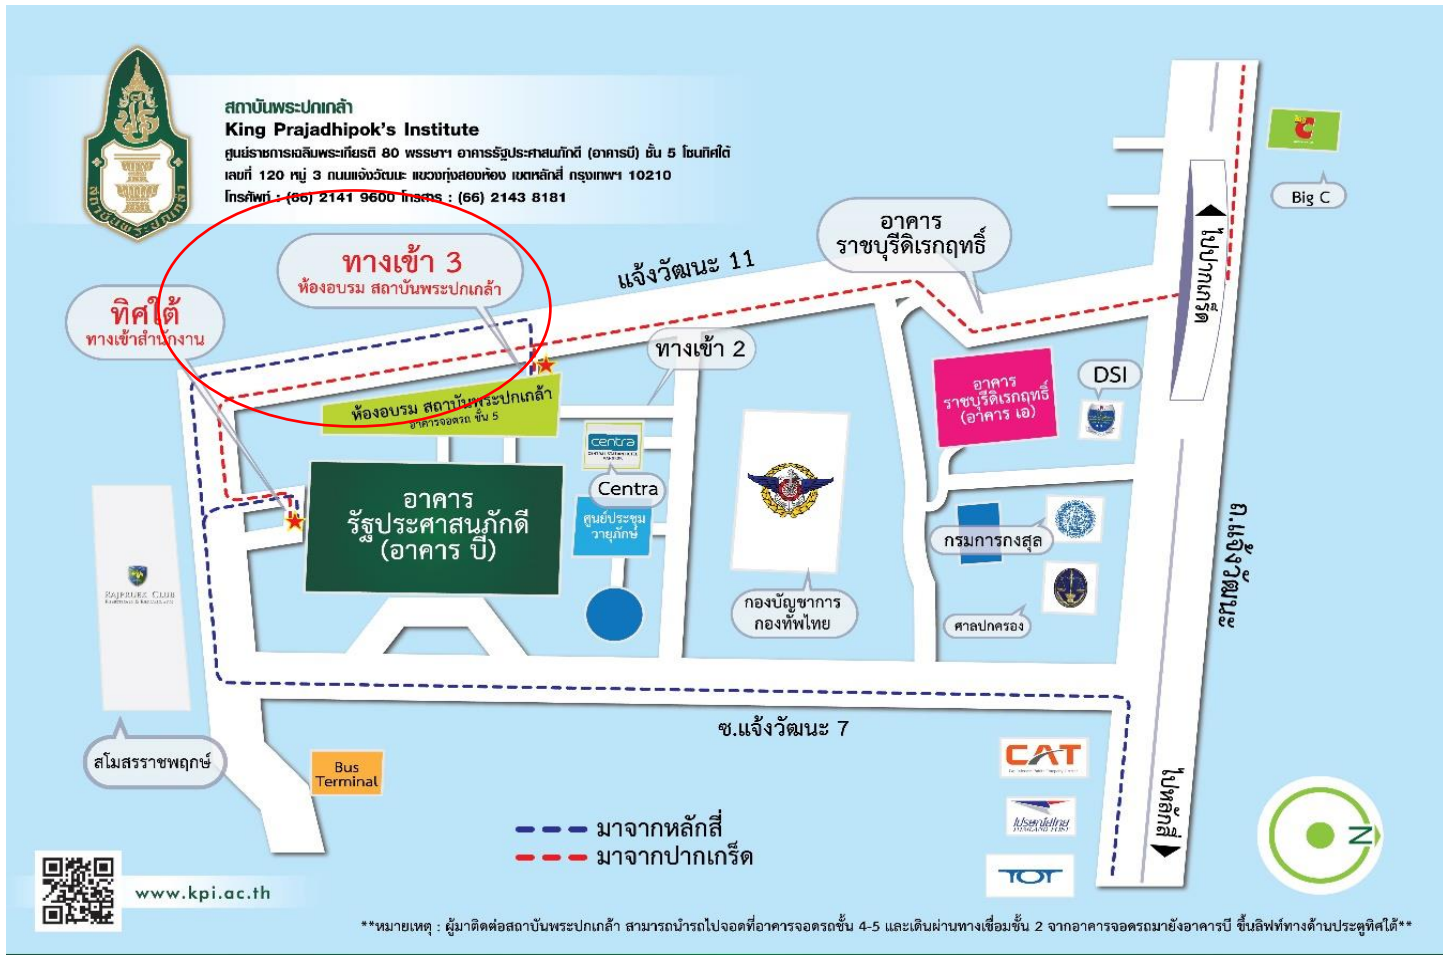 สถาบันพระปกเกล้า
King Prajadhipok's Institute
ศูนย์ราชการเฉลิมพระเกียรติ 80 พรรษาฯ อาคารรัฐประศาสนภักดี (อาคารบี) ชั้น 5 โซนทิศใต้
เลขที่ 120 หมู่ 3 ถนนแจ้งวัฒนะ แขวงทุ่งสองห้อง เขตหลักสี่ กรุงเทพฯ 10210
โทรศัพท์ : (66) 2141 9600 โทรสาร : (66) 2143 8181
สถาบันพระปกเกล้า
Big C
อาคาร
ราชบุรีดิเรกฤทธิ์
ทางเข้า 3
ห้องอบรม สถาบันพระปกเกล้า
แจ้งวัฒนะ 11
ไปปากเกร็ด
ทิศใต้
ทางเข้าสำนักงาน
ทางเข้า 2
ห้องอบรม สถาบันพระปกเกล้า
อาคารจอดรถ ชั้น 5
อาคาร
ราชบุรีดิเรกฤทธิ์
(อาคาร เอ)
DSI
centra
Centra
อาคาร
รัฐประศาสนภักดี
(อาคาร บี)
ศูนย์ประชุม
วายุภักษ์
กรมการกงสุล
ถ.แจ้งวัฒนะ
RAJPRUEK CLUB
กองบัญชาการ
กองทัพไทย
ศาลปกครอง
ซ.แจ้งวัฒนะ 7
สโมสรราชพฤกษ์
Bus
Terminal
CAT
ไปรษณีย์ไทย
THAILAND POST
TOT
ไปหลักสี่
มาจากหลักสี่
มาจากปากเกร็ด
N
www.kpi.ac.th
**หมายเหตุ : ผู้มาติดต่อสถาบันพระปกเกล้า สามารถนำรถไปจอดที่อาคารจอดรถชั้น 4-5 และเดินผ่านทางเชื่อมชั้น 2 จากอาคารจอดรถมายังอาคารบี ขึ้นลิฟท์ทางด้านประตูทิศใต้**